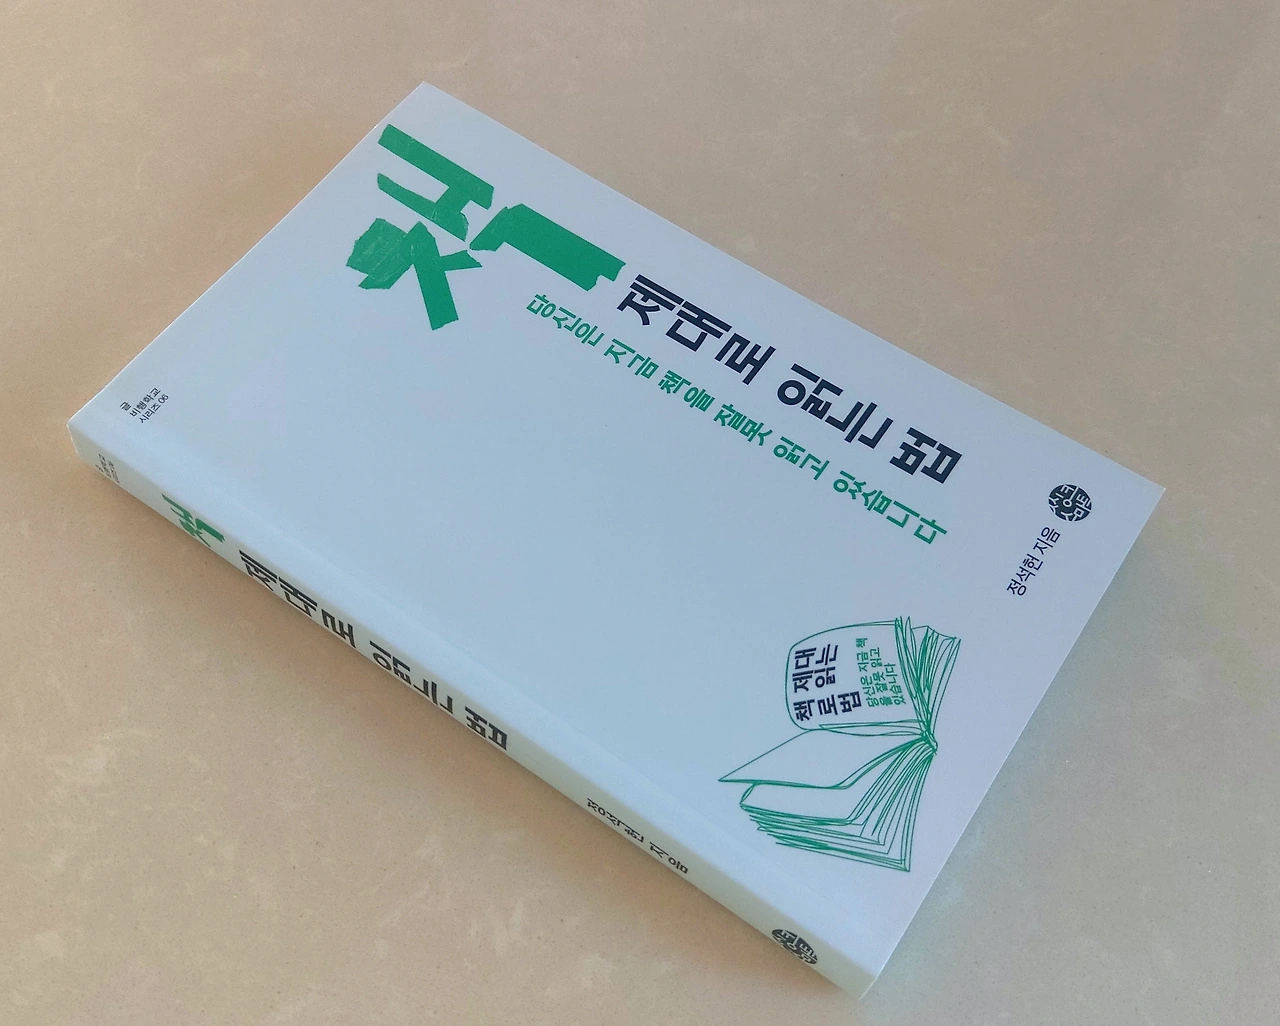 책
제대로 읽는 법
당신은 지금 책을 잘못 읽고 있습니다
글
비행학교
시리즈 06
정석헌 지음
책 제대
로 읽는
법
당신은 지금 책
을 잘못 읽고
있습니다
책 제대로 읽는 법
정석헌 지음